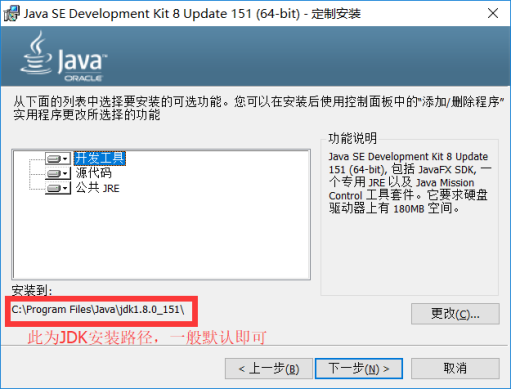 Java SE Development Kit 8 Update 151 (64-bit) - 定制安装
Java
ORACLE
从下面的列表中选择要安装的可选功能。您可以在安装后使用控制面板中的"添加/删除程序"
实用程序更改所选择的功能
开发工具
源代码
公共 JRE
功能说明
Java SE Development Kit 8 Update
151 (64-bit), 包括 JavaFX SDK, 一
个专用 JRE 以及 Java Mission
Control 工具套件。它要求硬盘
驱动器上有 180MB 空间。
安装到:
C:\Program Files\Java\jdk1.8.0_151\
更改(C)...
此为JDK安装路径，一般默认即可
< 上一步(B)
下一步(N) >
取消